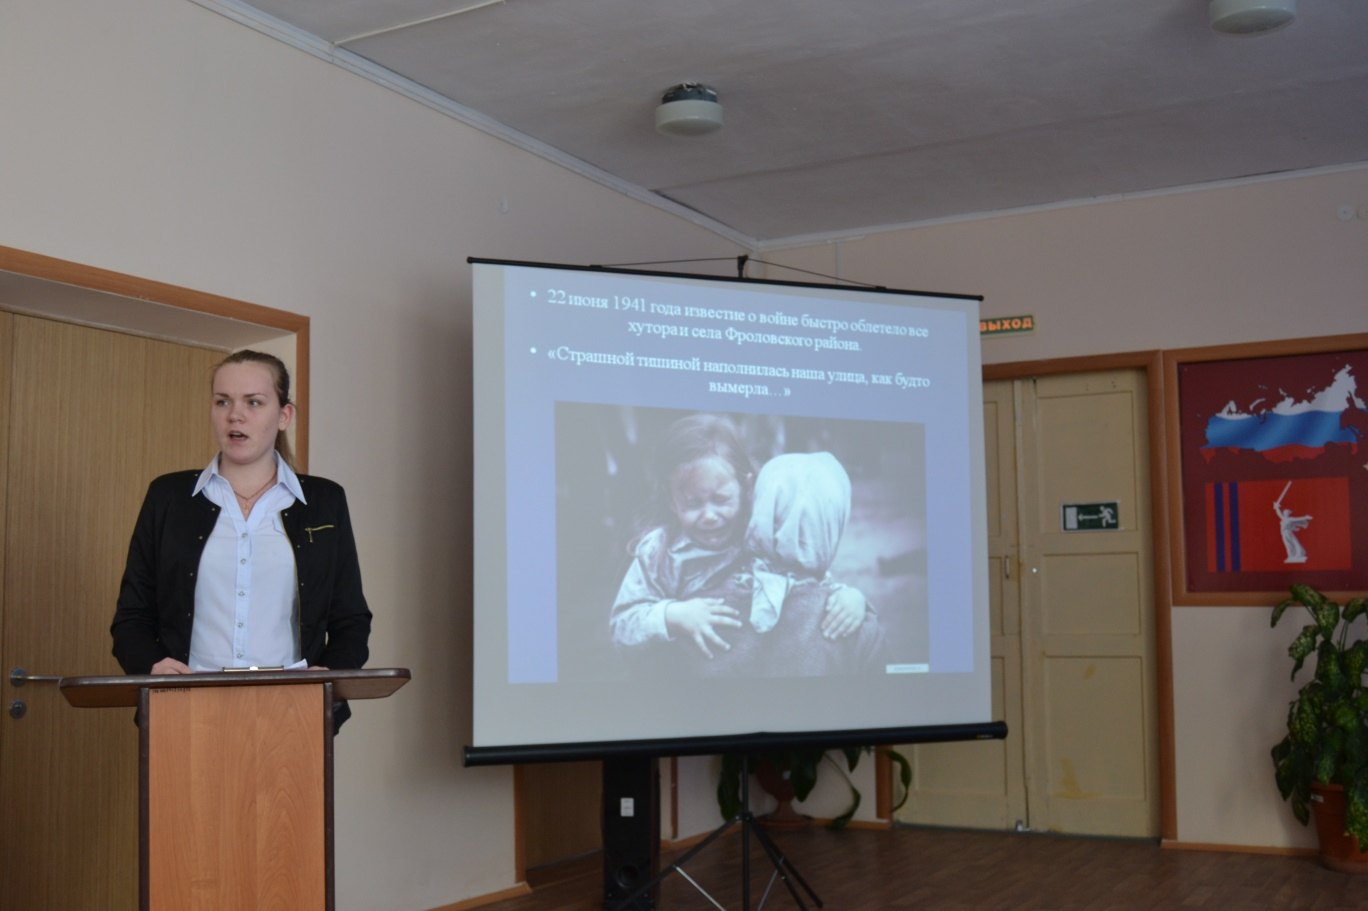 • 22 июня 1941 года известие о войне быстро облетело все
хутора и села Фроловского района.
• «Страшной тишиной наполнилась наша улица, как будто
вымерла…»
ВЫХОД